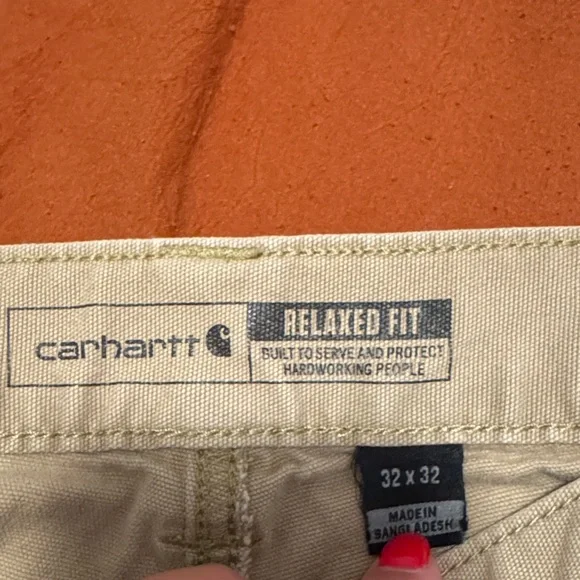 carhartt
RELAXED FIT
BUILT TO SERVE AND PROTECT
HARDWORKING PEOPLE
32 x 32
MADE IN
BANGLADESH